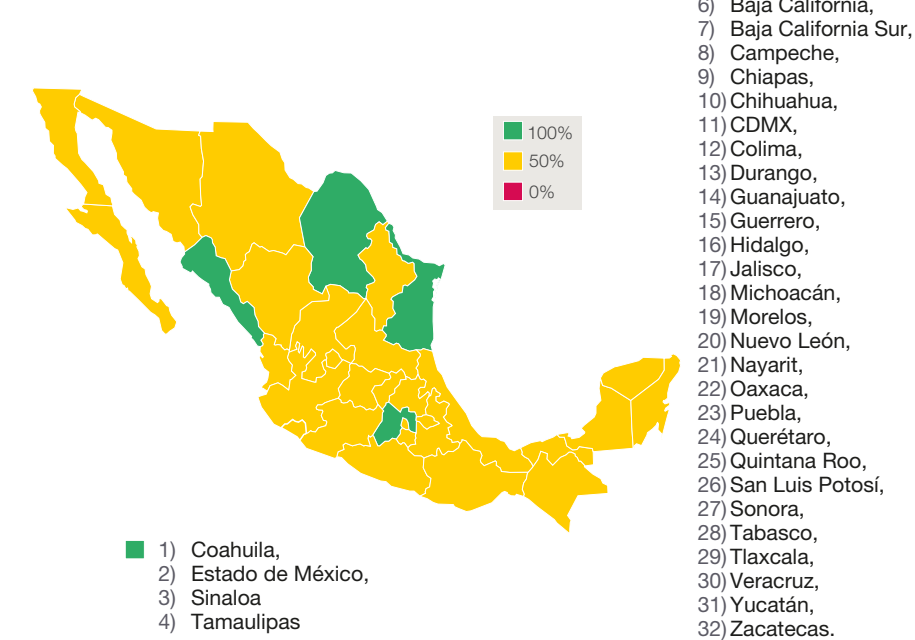 6) Baja California,
7) Baja California Sur,
8) Campeche,
9) Chiapas,
10) Chihuahua,
11) CDMX,
12) Colima,
13) Durango,
14) Guanajuato,
15) Guerrero,
16) Hidalgo,
17) Jalisco,
18) Michoacán,
19) Morelos,
20) Nuevo León,
21) Nayarit,
22) Oaxaca,
23) Puebla,
24) Querétaro,
25) Quintana Roo,
26) San Luis Potosí,
27) Sonora,
28) Tabasco,
29) Tlaxcala,
30) Veracruz,
31) Yucatán,
32) Zacatecas.
100%
50%
0%
1) Coahuila,
2) Estado de México,
3) Sinaloa
4) Tamaulipas